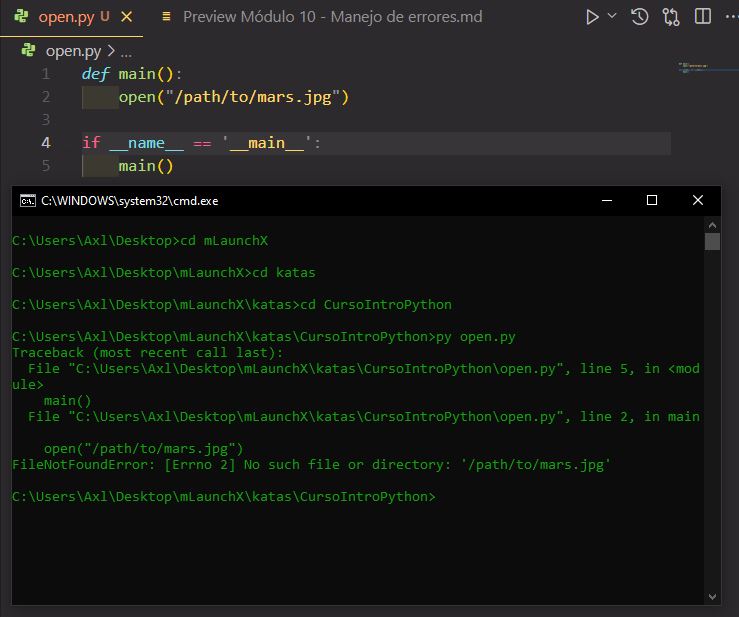 open.py U
Preview Módulo 10 - Manejo de errores.md
open.py > ...
1 def main():
2 open("/path/to/mars.jpg")
3
4 if __name__ == '__main__':
5 main()
C:\WINDOWS\system32\cmd.exe
C:\Users\Axl\Desktop>cd mLaunchX
C:\Users\Axl\Desktop\mLaunchX>cd katas
C:\Users\Axl\Desktop\mLaunchX\katas>cd CursoIntroPython
C:\Users\Axl\Desktop\mLaunchX\katas\CursoIntroPython>py open.py
Traceback (most recent call last):
File "C:\Users\Axl\Desktop\mLaunchX\katas\CursoIntroPython\open.py", line 5, in <mod
ule>
main()
File "C:\Users\Axl\Desktop\mLaunchX\katas\CursoIntroPython\open.py", line 2, in main
open("/path/to/mars.jpg")
FileNotFoundError: [Errno 2] No such file or directory: '/path/to/mars.jpg'
C:\Users\Axl\Desktop\mLaunchX\katas\CursoIntroPython>